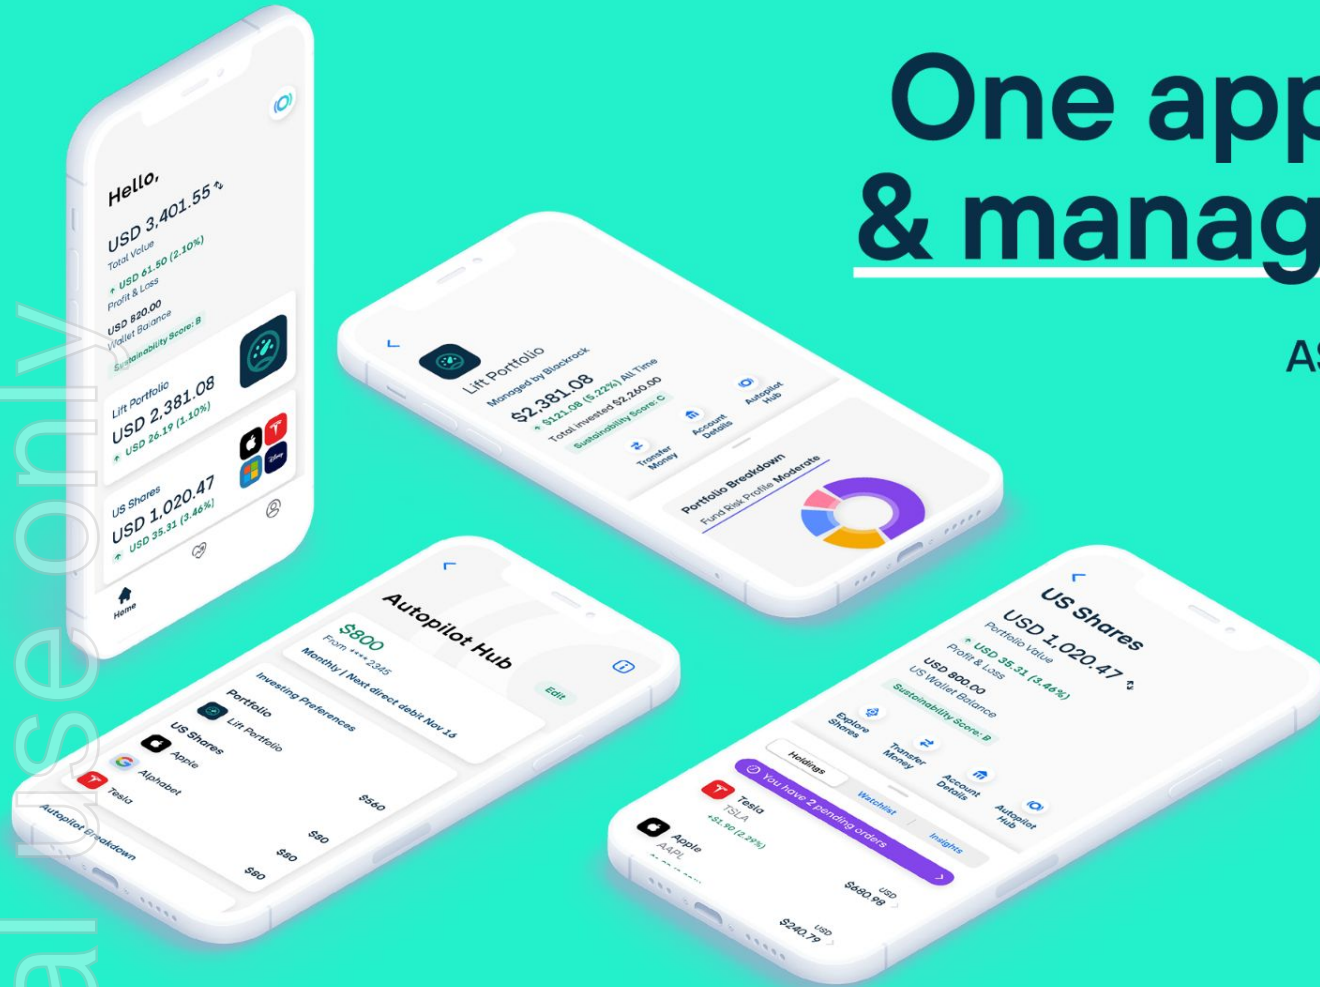 One app
& manag
AS
Hello,
USD 3,401.55
Total Value
↑ USD 61.50 (2.10%)
Profit & Loss
USD 820.00
Wallet Balance
Sustainability Score: B
Lift Portfolio
USD 2,381.08
↑ USD 26.19 (1.10%)
US Shares
USD 1,020.47
↑ USD 35.31 (3.46%)
Home
Lift Portfolio
Managed by Blackrock
$2,381.08
↑ $121.08 (5.22%) All Time
Total invested $2,260.00
Sustainability Score: C
Transfer
Money
Account
Details
Autopilot
Hub
Portfolio Breakdown
Fund Risk Profile Moderate
Autopilot Hub
$800
From **** 2345
Edit
Monthly | Next direct debit Nov 16
Investing Preferences
Portfolio
Lift Portfolio $560
US Shares
Apple $80
Alphabet $80
Tesla $80
Autopilot Breakdown
US Shares
USD 1,020.47
Portfolio Value
↑ USD 35.31 (3.46%)
Profit & Loss
USD 800.00
US Wallet Balance
Sustainability Score: B
Explore
Shares
Transfer
Money
Account
Details
Autopilot
Hub
Holdings
Watchlist
Insights
You have 2 pending orders
Tesla
TSLA
+$1.90 (2.29%)
USD
$680.98
Apple
AAPL
USD
$240.79
al use only